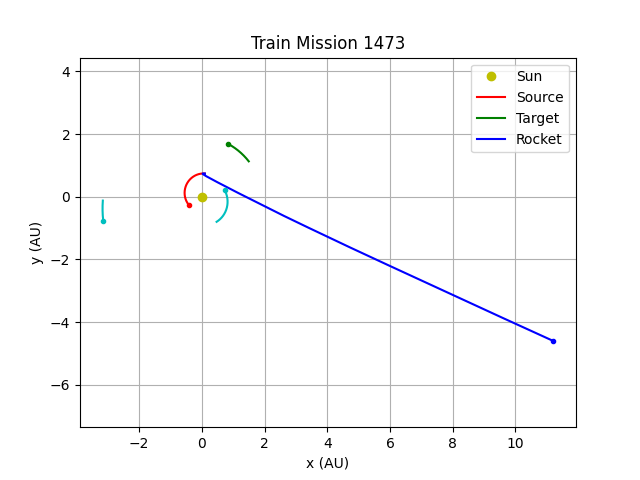 Train Mission 1473
Sun
Source
Target
Rocket
4
2
0
−2
−4
−6
y (AU)
−2
0
2
4
6
8
10
x (AU)